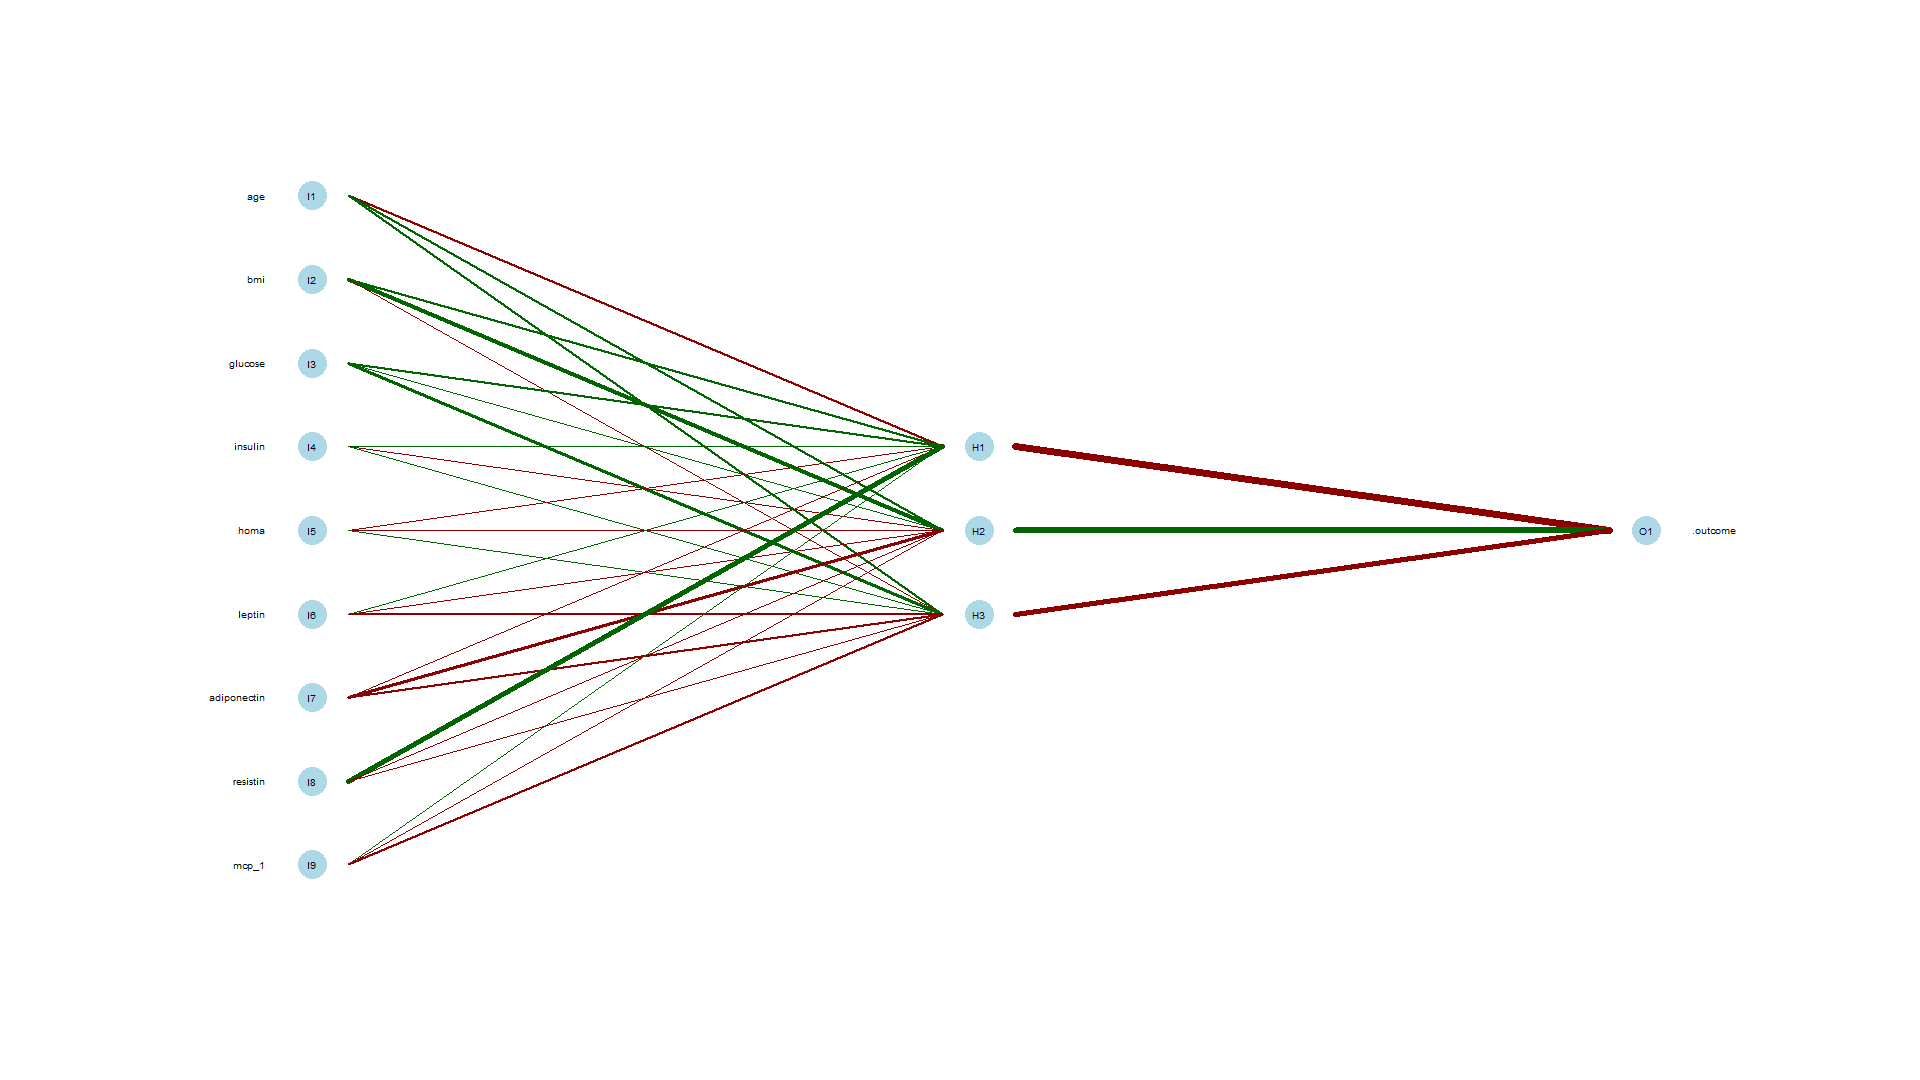 age I1
bmi I2
glucose I3
insulin I4 H1
homa I5 H2 O1 .outcome
leptin I6 H3
adiponectin I7
resistin I8
mcp_1 I9